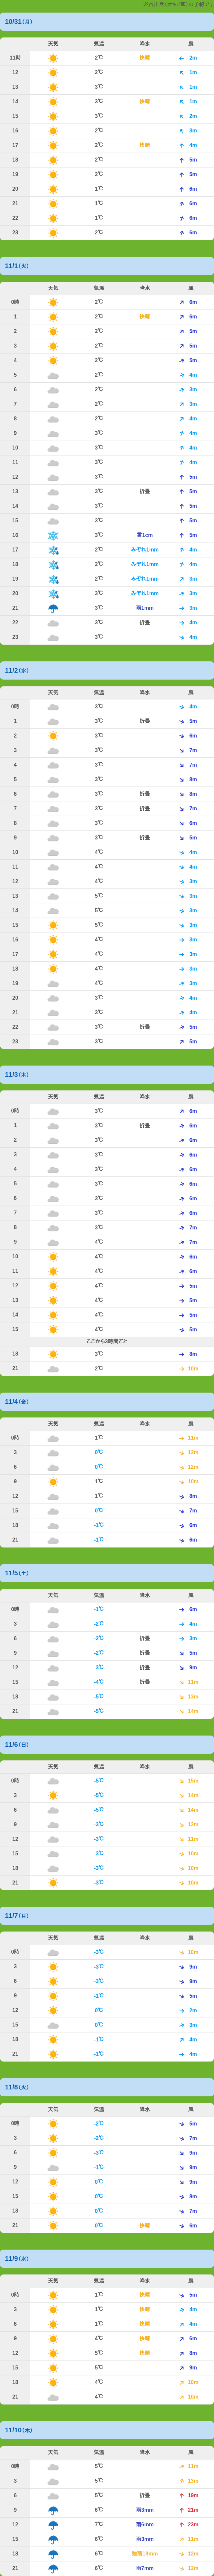 (オキノ耳)の予報です
10/31(月)
天気 気温 降水 風
11時 2℃ 快晴 2m
12 2℃ 1m
13 3℃ 1m
14 3℃ 快晴 1m
15 3℃ 2m
16 2℃ 3m
17 2℃ 快晴 4m
18 2℃ 5m
19 2℃ 5m
20 1℃ 6m
21 1℃ 6m
22 1℃ 6m
23 2℃ 6m
11/1(火)
天気 気温 降水 風
0時 2℃ 6m
1 2℃ 快晴 6m
2 2℃ 5m
3 2℃ 5m
4 2℃ 5m
5 2℃ 4m
6 2℃ 3m
7 2℃ 3m
8 2℃ 4m
9 3℃ 4m
10 3℃ 4m
11 3℃ 4m
12 3℃ 5m
13 3℃ 折曇 5m
14 3℃ 5m
15 3℃ 5m
16 3℃ 雪1cm 5m
17 2℃ みぞれ1mm 4m
18 2℃ みぞれ1mm 4m
19 2℃ みぞれ1mm 3m
20 3℃ みぞれ1mm 3m
21 3℃ 雨1mm 3m
22 3℃ 折曇 4m
23 3℃ 4m
11/2(水)
天気 気温 降水 風
0時 3℃ 4m
1 3℃ 折曇 5m
2 3℃ 6m
3 3℃ 7m
4 3℃ 7m
5 3℃ 8m
6 3℃ 折曇 8m
7 3℃ 折曇 7m
8 3℃ 6m
9 3℃ 折曇 5m
10 4℃ 4m
11 4℃ 4m
12 4℃ 3m
13 5℃ 3m
14 5℃ 3m
15 5℃ 3m
16 4℃ 3m
17 4℃ 3m
18 4℃ 3m
19 4℃ 3m
20 3℃ 4m
21 3℃ 4m
22 3℃ 折曇 5m
23 3℃ 5m
11/3(木)
天気 気温 降水 風
0時 3℃ 6m
1 3℃ 折曇 6m
2 3℃ 6m
3 3℃ 6m
4 3℃ 6m
5 3℃ 6m
6 3℃ 6m
7 3℃ 6m
8 3℃ 7m
9 4℃ 7m
10 4℃ 6m
11 4℃ 6m
12 4℃ 5m
13 4℃ 5m
14 4℃ 5m
15 4℃ 5m
ここから3時間ごと
18 3℃ 8m
21 2℃ 10m
11/4(金)
天気 気温 降水 風
0時 1℃ 11m
3 0℃ 12m
6 0℃ 12m
9 1℃ 10m
12 1℃ 8m
15 0℃ 7m
18 -1℃ 6m
21 -1℃ 6m
11/5(土)
天気 気温 降水 風
0時 -1℃ 6m
3 -2℃ 4m
6 -2℃ 折曇 3m
9 -2℃ 折曇 5m
12 -3℃ 折曇 9m
15 -4℃ 折曇 11m
18 -5℃ 13m
21 -5℃ 14m
11/6(日)
天気 気温 降水 風
0時 -5℃ 15m
3 -5℃ 14m
6 -5℃ 14m
9 -3℃ 12m
12 -3℃ 11m
15 -3℃ 10m
18 -3℃ 10m
21 -3℃ 10m
11/7(月)
天気 気温 降水 風
0時 -3℃ 10m
3 -3℃ 9m
6 -3℃ 9m
9 -1℃ 5m
12 0℃ 2m
15 0℃ 3m
18 -1℃ 4m
21 -1℃ 4m
11/8(火)
天気 気温 降水 風
0時 -2℃ 5m
3 -2℃ 7m
6 -3℃ 9m
9 -1℃ 9m
12 0℃ 9m
15 0℃ 8m
18 0℃ 7m
21 0℃ 快晴 6m
11/9(水)
天気 気温 降水 風
0時 1℃ 快晴 5m
3 1℃ 快晴 4m
6 1℃ 快晴 4m
9 4℃ 快晴 6m
12 5℃ 快晴 8m
15 5℃ 9m
18 4℃ 10m
21 4℃ 10m
11/10(木)
天気 気温 降水 風
0時 5℃ 11m
3 5℃ 13m
6 5℃ 折曇 19m
9 6℃ 雨3mm 21m
12 7℃ 雨6mm 23m
15 6℃ 雨3mm 11m
18 6℃ 強雨18mm 12m
21 6℃ 雨7mm 12m